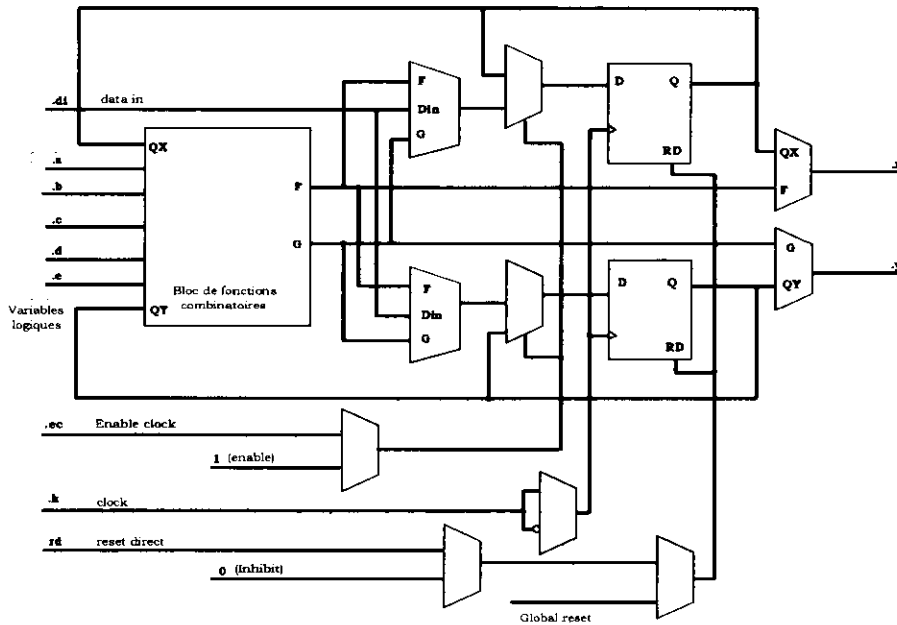 .di data in
F
Din
G
D Q
RD
QX
F
QX
.a
.b
.c
.d
.e
QY
F
G
Bloc de fonctions
combinatoires
Variables
logiques
F
Din
G
D Q
RD
G
QY
.ec Enable clock
1 (enable)
.k clock
rd reset direct
0 (Inhibit)
Global reset